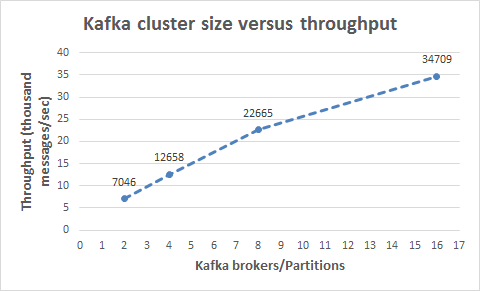 Kafka cluster size versus throughput
Throughput (thousand
messages/sec)
40
35
30
25
20
15
10
5
0
7046
12658
22665
34709
0 1 2 3 4 5 6 7 8 9 10 11 12 13 14 15 16 17
Kafka brokers/Partitions